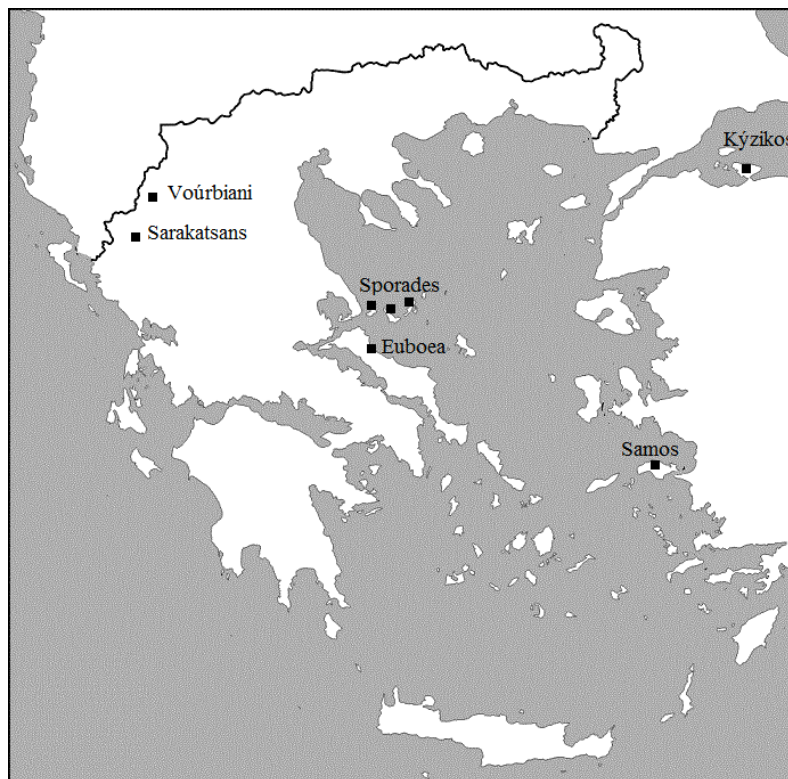 Kýzikos
Voúrbiani
Sarakatsans
Sporades
Euboea
Samos